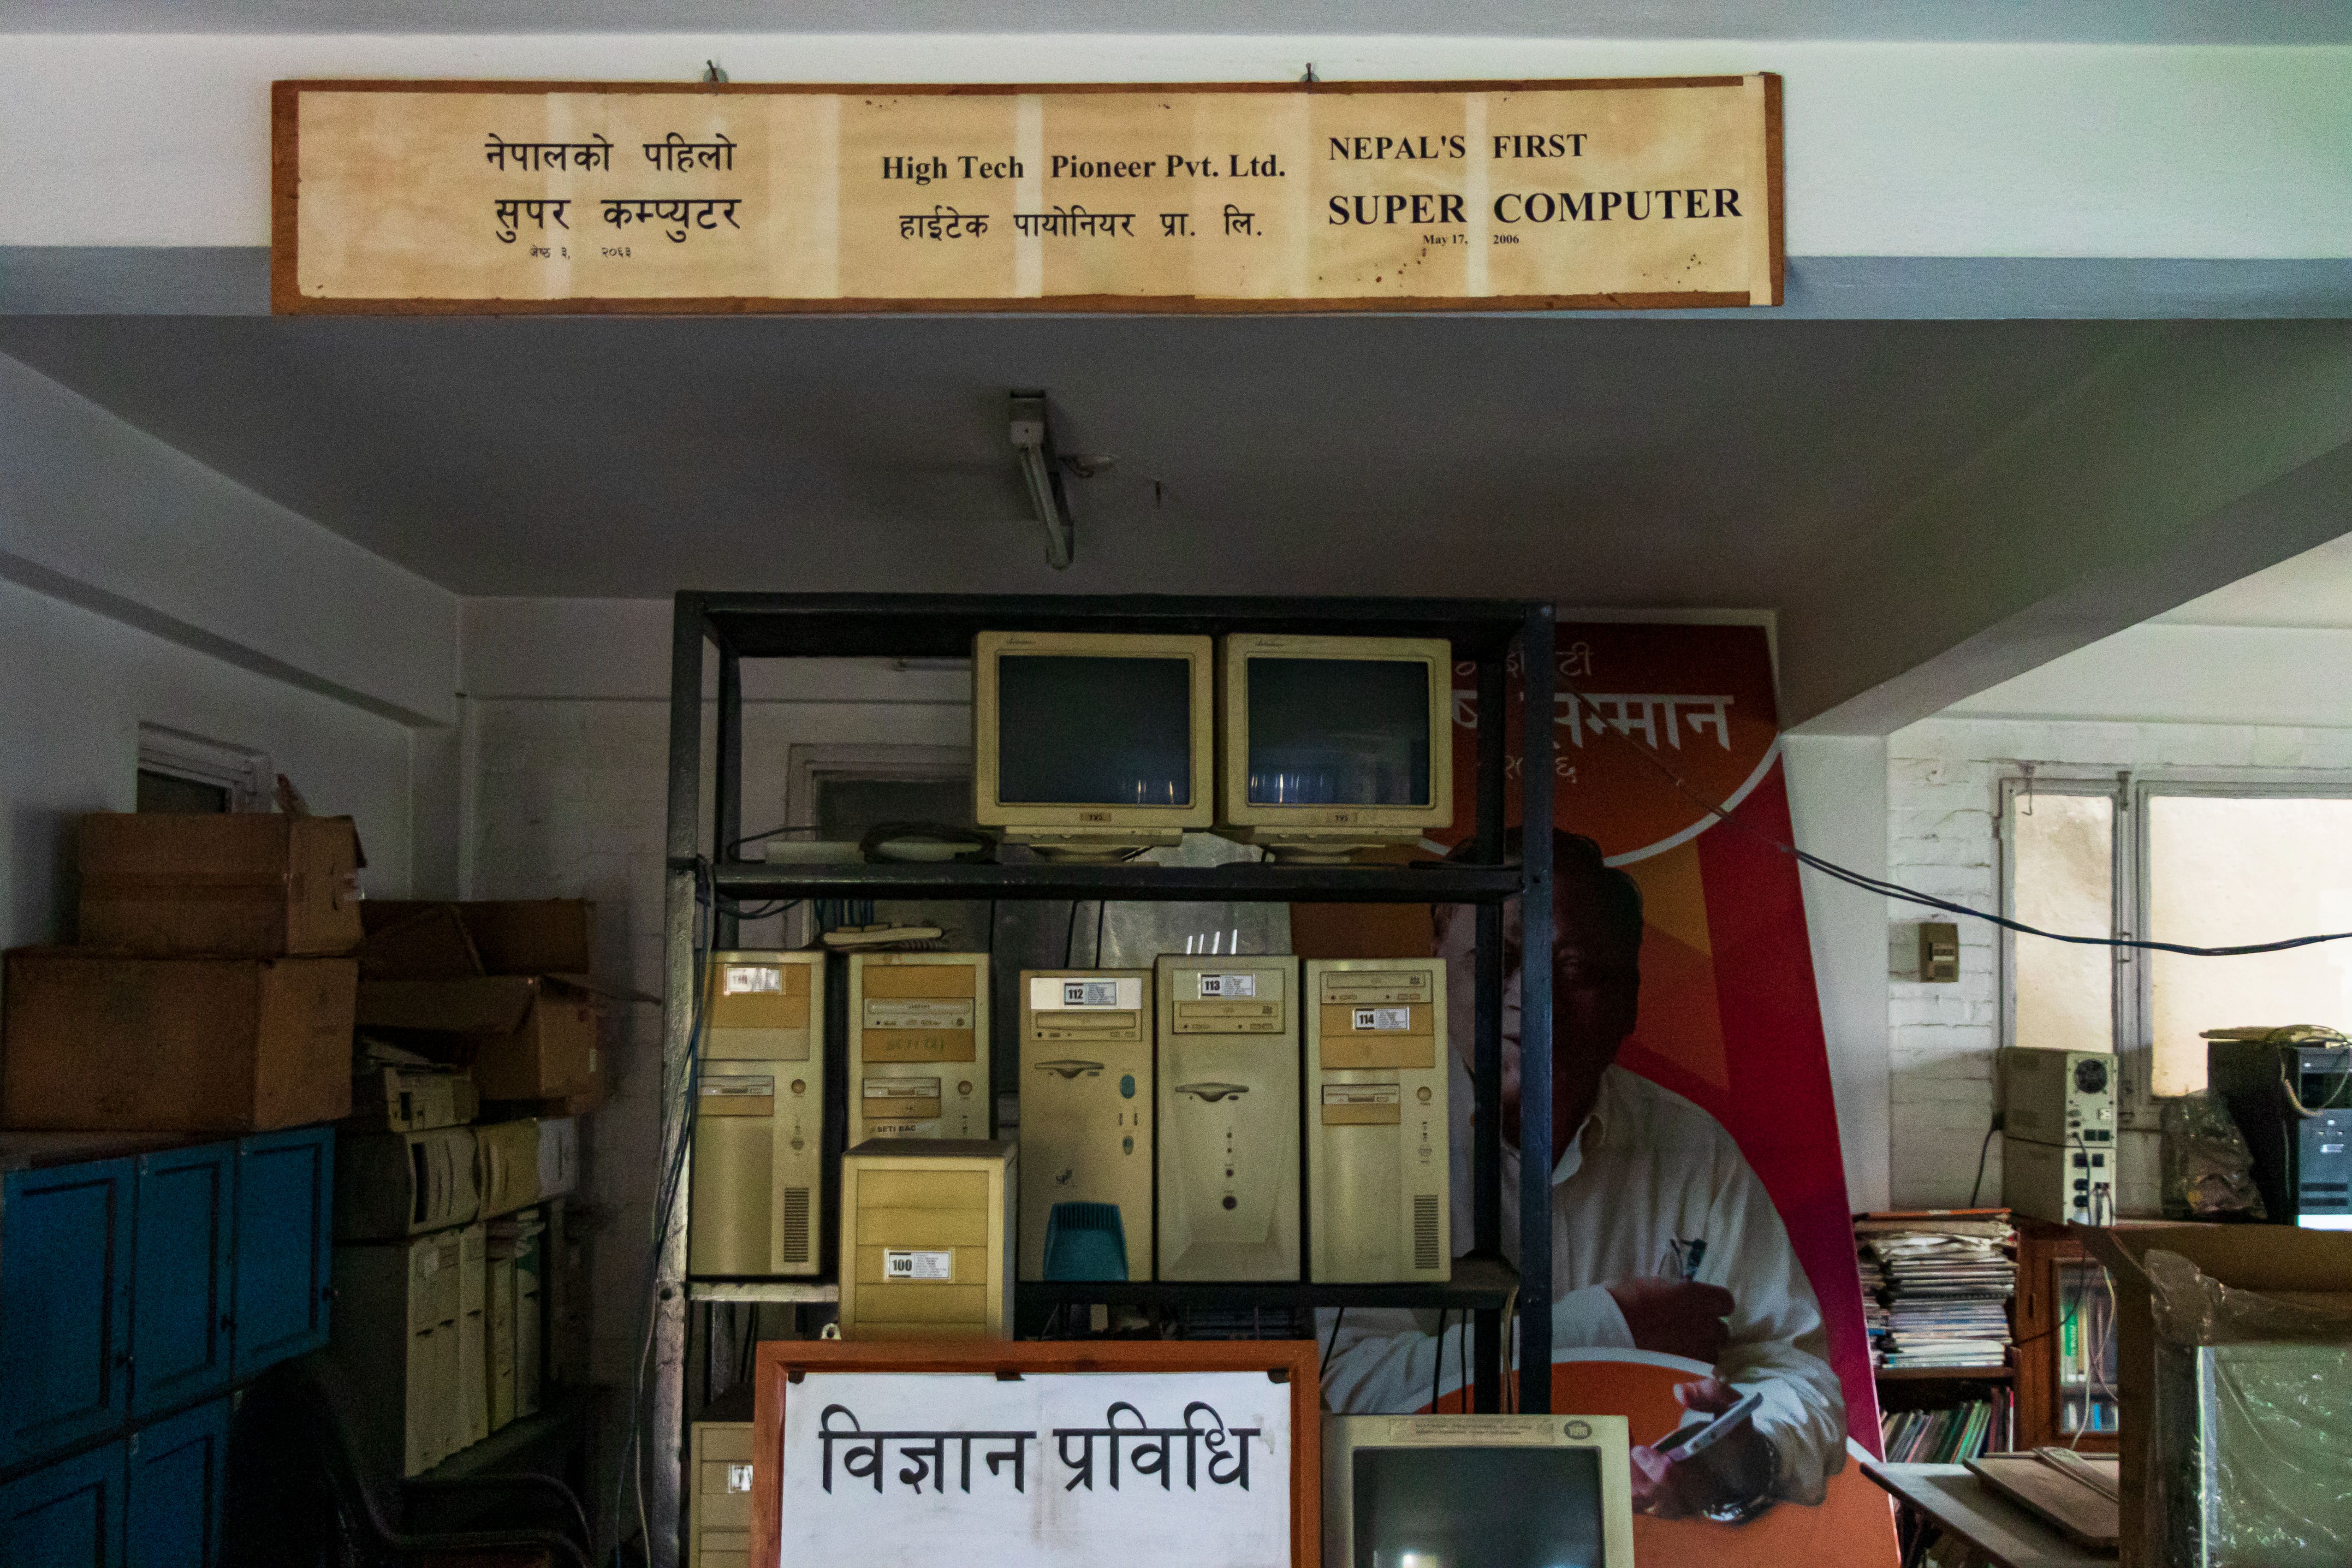 नेपालको पहिलो
सुपर कम्प्युटर
जेष्ठ ३, २०६३
High Tech Pioneer Pvt. Ltd.
हाईटेक पायोनियर प्रा. लि.
NEPAL'S FIRST
SUPER COMPUTER
May 17, 2006
सम्मान
112
113
114
100
विज्ञान प्रविधि